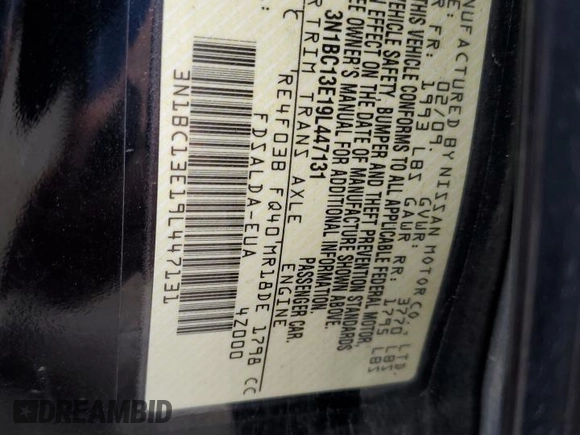 NUFACTURED BY NISSAN MOTOR CO., LTD.
02/09. GVWR: 3770 LBS
FR: 1993 LBS GAWR RR: 1795 LBS
THIS VEHICLE CONFORMS TO ALL APPLICABLE FEDERAL MOTOR
VEHICLE SAFETY, BUMPER AND THEFT PREVENTION STANDARDS
EFFECT ON THE DATE OF MANUFACTURE SHOWN ABOVE.
OWNER'S MANUAL FOR ADDITIONAL INFORMATION.
3N1BC13E19L447131 PASSENGER CAR.
R TRIM TRANS AXLE ENGINE
C RE4F03B FQ40 MR18DE 1798 CC
FDSALDA-EUA 4Z000
3N1BC13E19L447131
DREAMBID